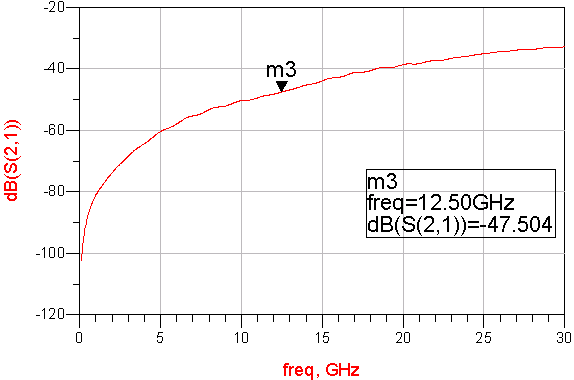 -20
-40
-60
-80
-100
-120
dB(S(2,1))
m3
m3
freq=12.50GHz
dB(S(2,1))=-47.504
0 5 10 15 20 25 30
freq, GHz